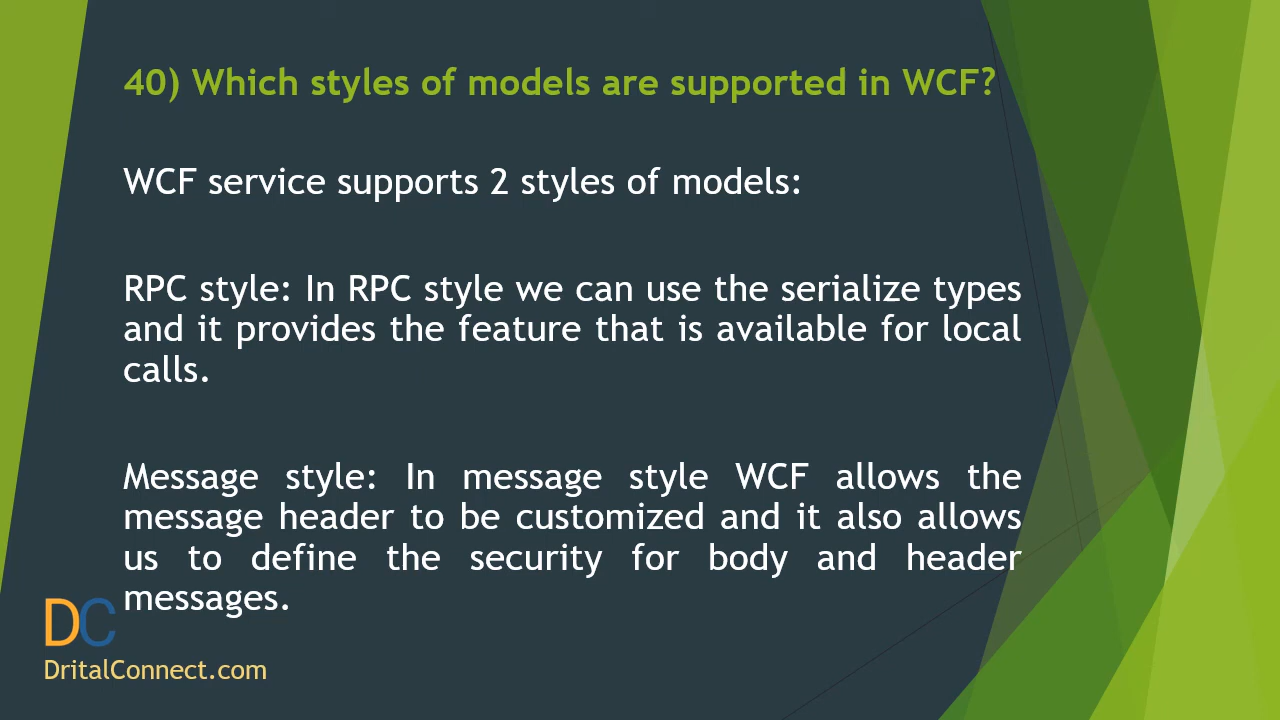 40) Which styles of models are supported in WCF?
WCF service supports 2 styles of models:
RPC style: In RPC style we can use the serialize types
and it provides the feature that is available for local
calls.
Message style: In message style WCF allows the
message header to be customized and it also allows
us to define the security for body and header
messages.
DC
DritalConnect.com